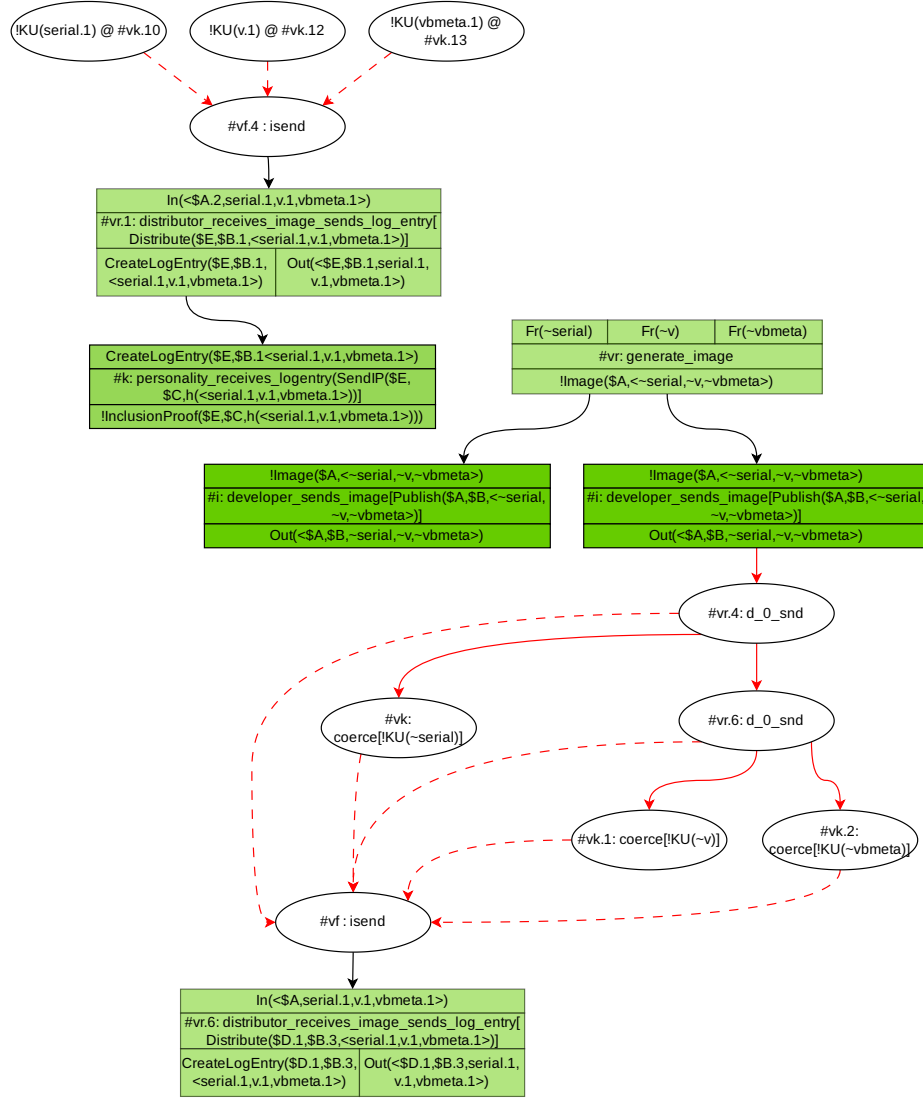 !KU(serial.1) @ #vk.10
!KU(v.1) @ #vk.12
!KU(vbmeta.1) @
#vk.13
#vf.4 : isend
In(<$A.2,serial.1,v.1,vbmeta.1>)
#vr.1: distributor_receives_image_sends_log_entry[
Distribute($E,$B.1,<serial.1,v.1,vbmeta.1>)]
CreateLogEntry($E,$B.1,
<serial.1,v.1,vbmeta.1>)
Out(<$E,$B.1,serial.1,
v.1,vbmeta.1>)
CreateLogEntry($E,$B.1<serial.1,v.1,vbmeta.1>)
#k: personality_receives_logentry(SendIP($E,
$C,h(<serial.1,v.1,vbmeta.1>))]
!InclusionProof($E,$C,h(<serial.1,v.1,vbmeta.1>)))
Fr(~serial)
Fr(~v)
Fr(~vbmeta)
#vr: generate_image
!Image($A,<~serial,~v,~vbmeta>)
!Image($A,<~serial,~v,~vbmeta>)
#i: developer_sends_image[Publish($A,$B,<~serial,
~v,~vbmeta>)]
Out(<$A,$B,~serial,~v,~vbmeta>)
!Image($A,<~serial,~v,~vbmeta>)
#i: developer_sends_image[Publish($A,$B,<~serial,
~v,~vbmeta>)]
Out(<$A,$B,~serial,~v,~vbmeta>)
#vr.4: d_0_snd
#vk:
coerce[!KU(~serial)]
#vr.6: d_0_snd
#vk.1: coerce[!KU(~v)]
#vk.2:
coerce[!KU(~vbmeta)]
#vf : isend
In(<$A,serial.1,v.1,vbmeta.1>)
#vr.6: distributor_receives_image_sends_log_entry[
Distribute($D.1,$B.3,<serial.1,v.1,vbmeta.1>)]
CreateLogEntry($D.1,$B.3,
<serial.1,v.1,vbmeta.1>)
Out(<$D.1,$B.3,serial.1,
v.1,vbmeta.1>)